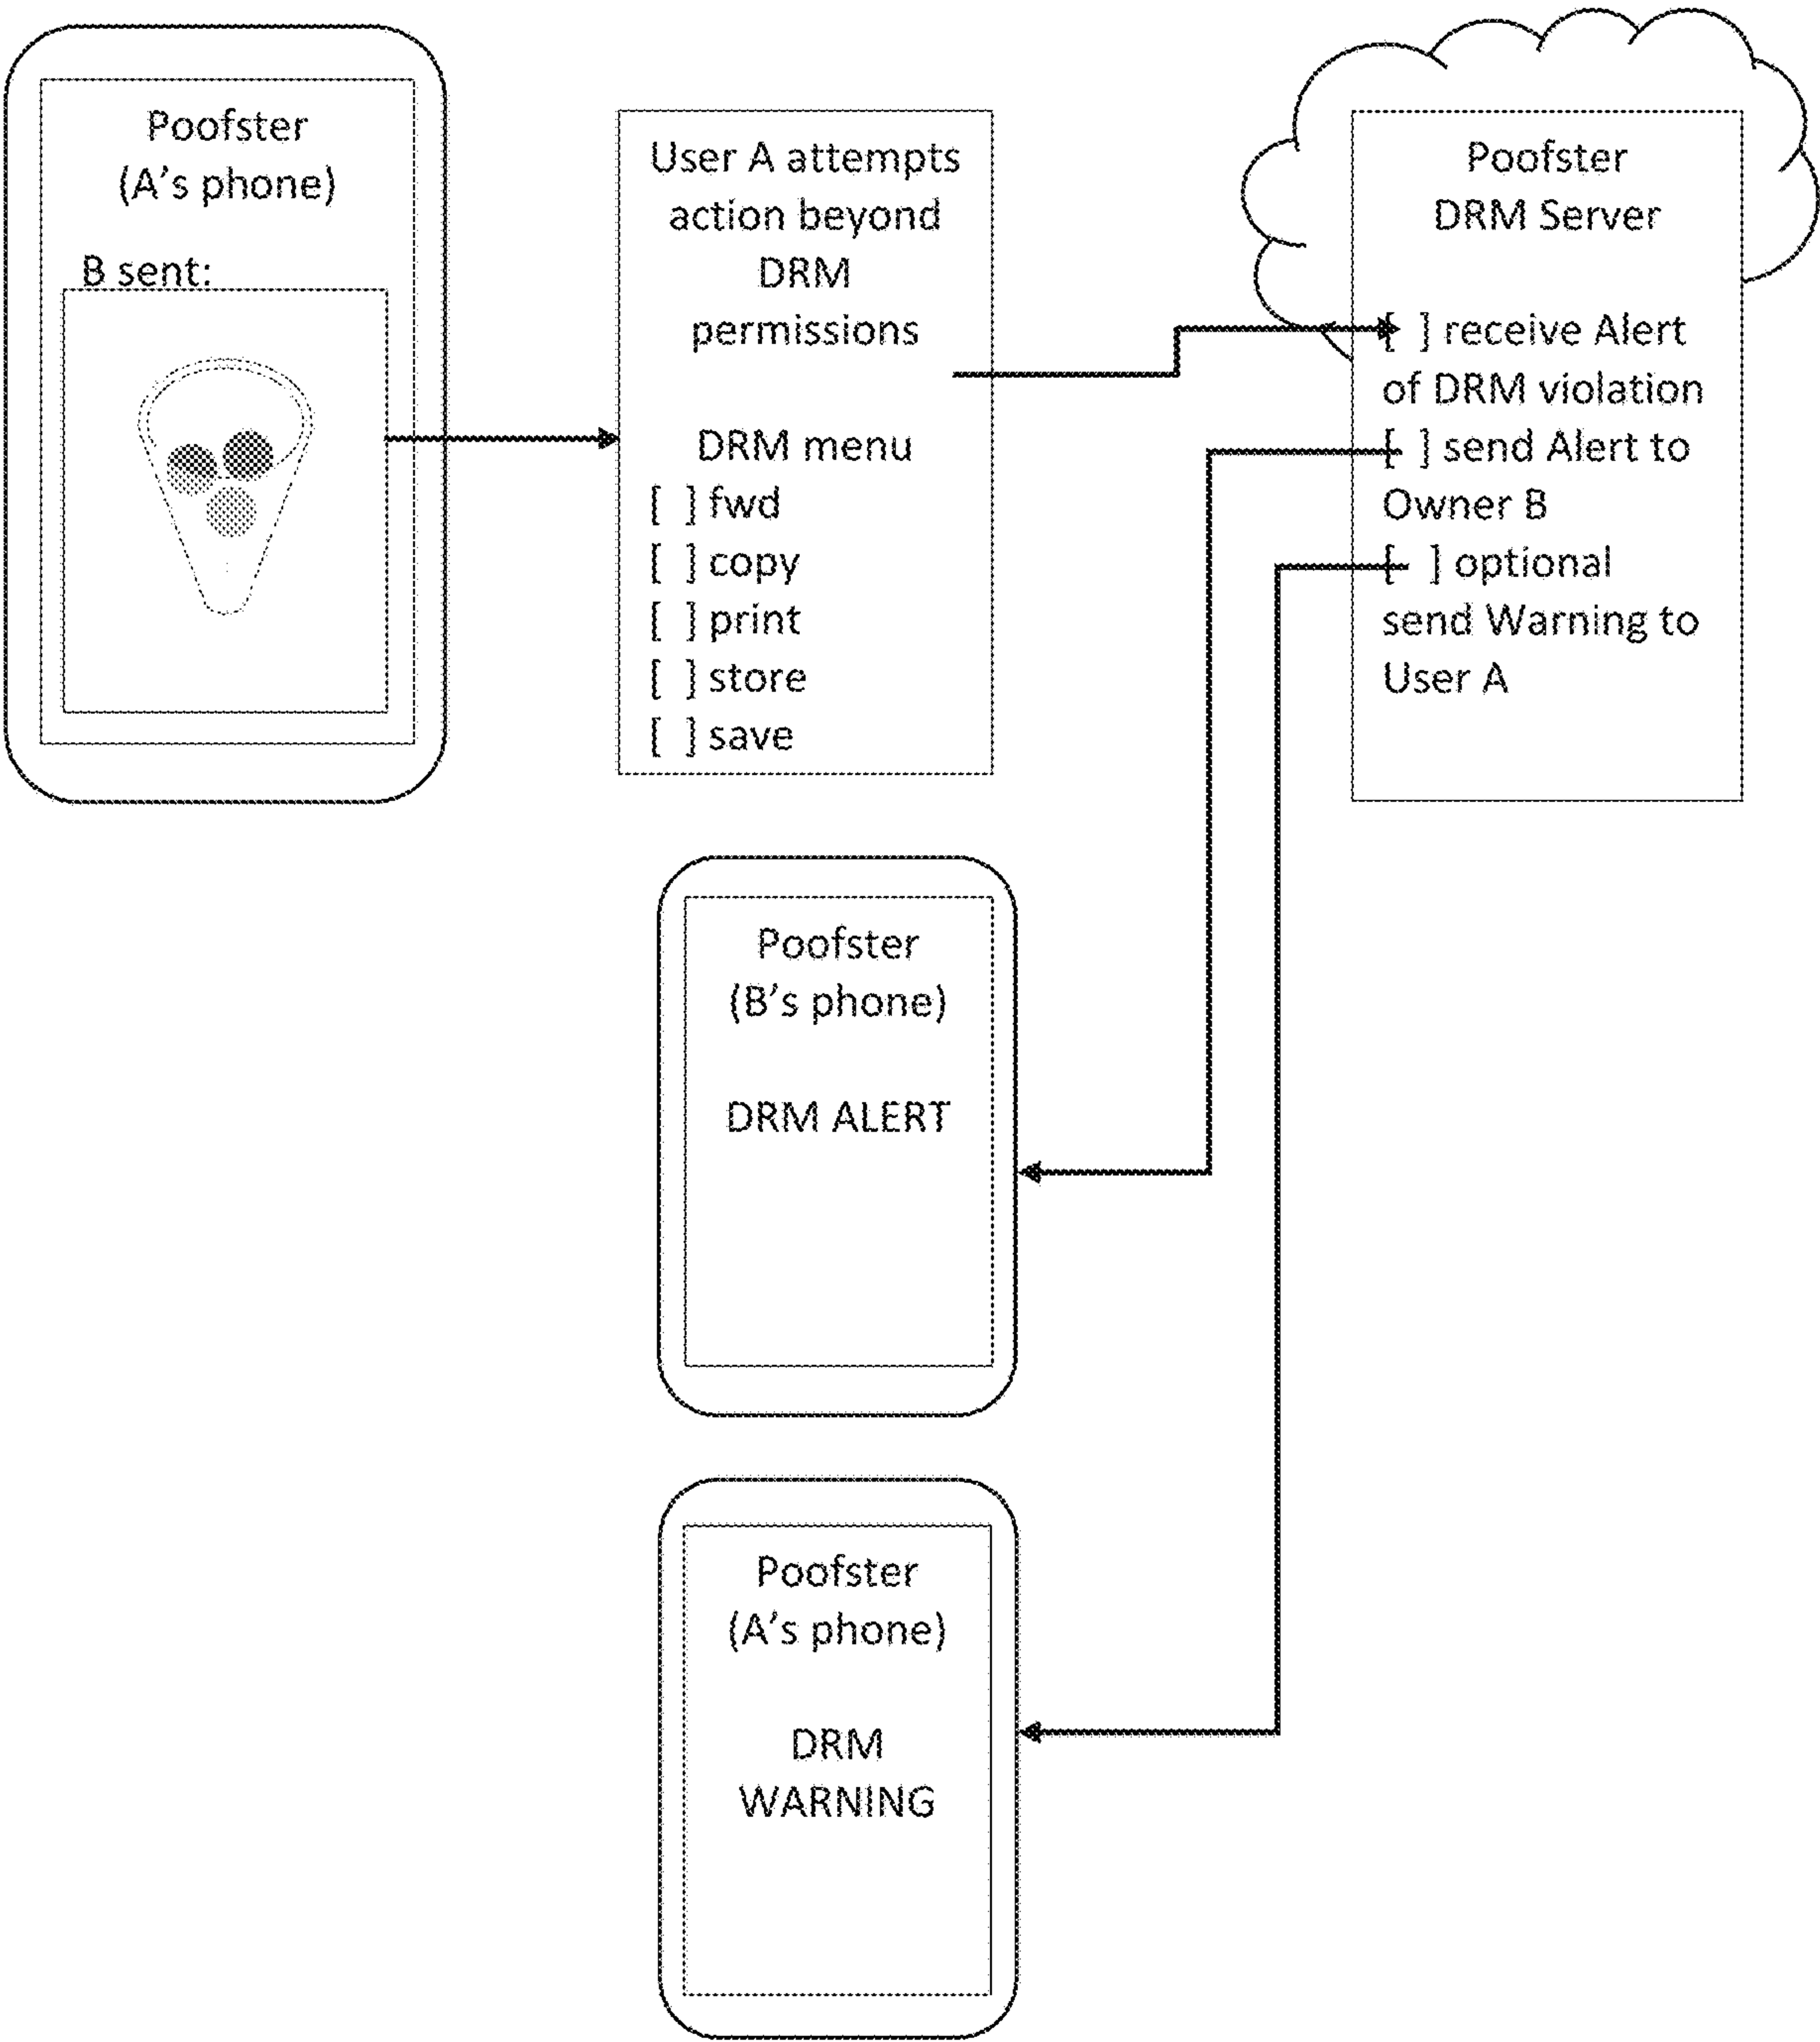 Poofster
(A's phone)
B sent:
User A attempts
action beyond
DRM
permissions
DRM menu
[ ] fwd
[ ] copy
[ ] print
[ ] store
[ ] save
Poofster
DRM Server
[ ] receive Alert
of DRM violation
[ ] send Alert to
Owner B
[ ] optional
send Warning to
User A
Poofster
(B's phone)
DRM ALERT
Poofster
(A's phone)
DRM
WARNING